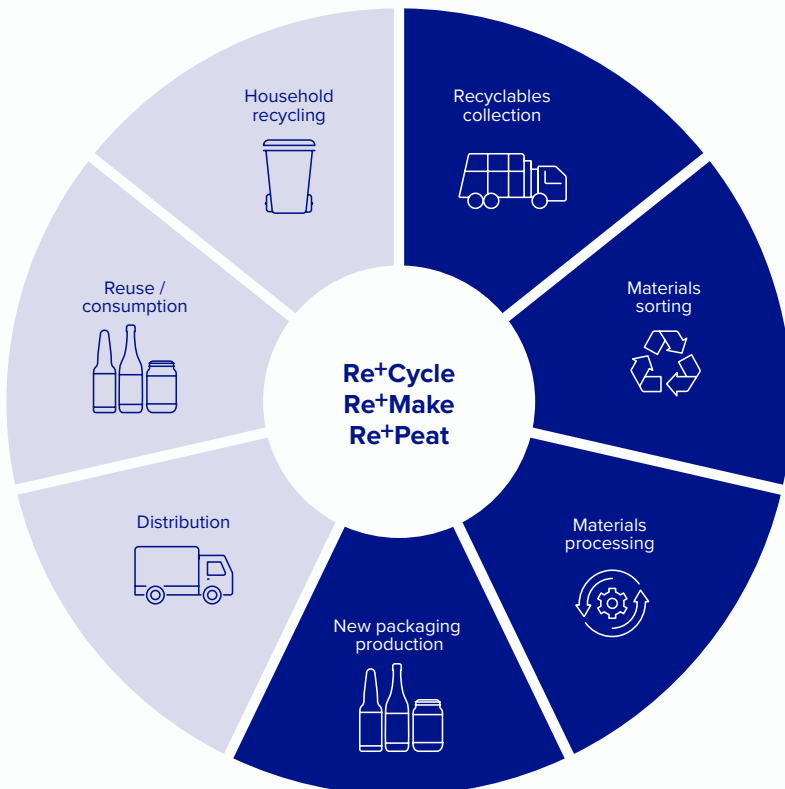 Household
recycling
Recyclables
collection
Materials
sorting
Materials
processing
New packaging
production
Distribution
Reuse /
consumption
Re+Cycle
Re+Make
Re+Peat